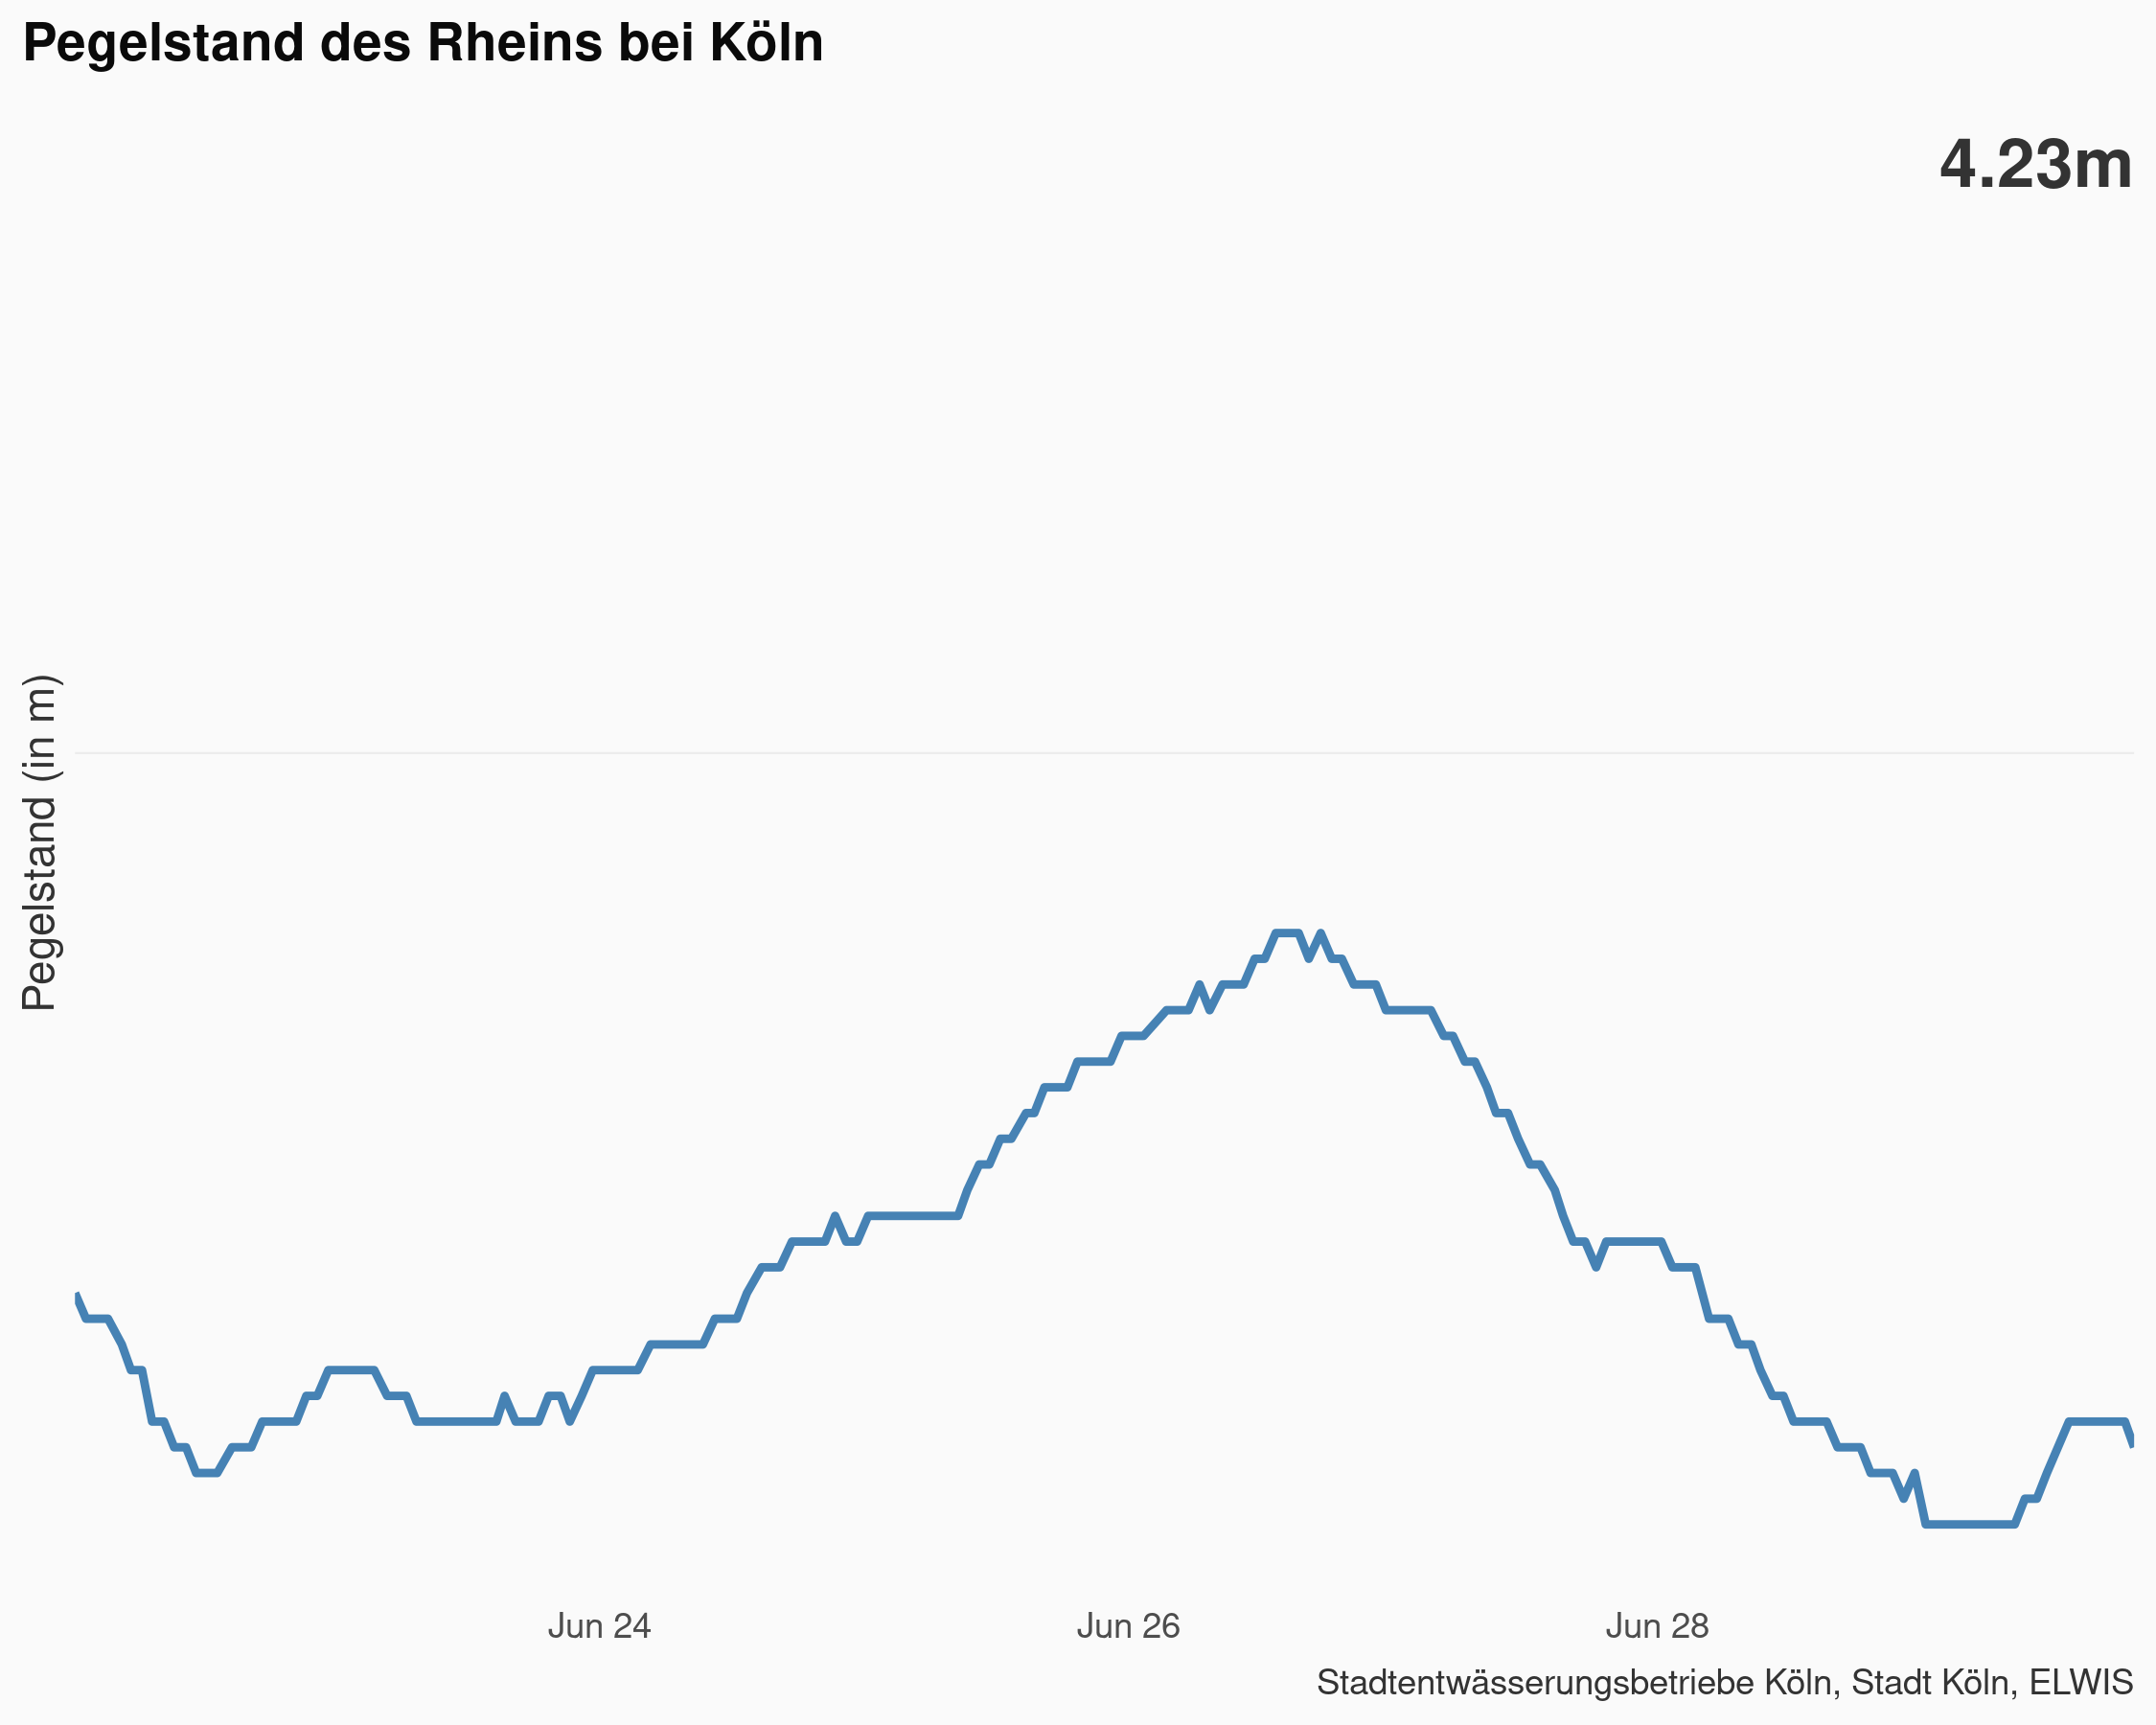 Pegelstand des Rheins bei Köln
4.23m
Pegelstand (in m)
Jun 24
Jun 26
Jun 28
Stadtentwässerungsbetriebe Köln, Stadt Köln, ELWIS